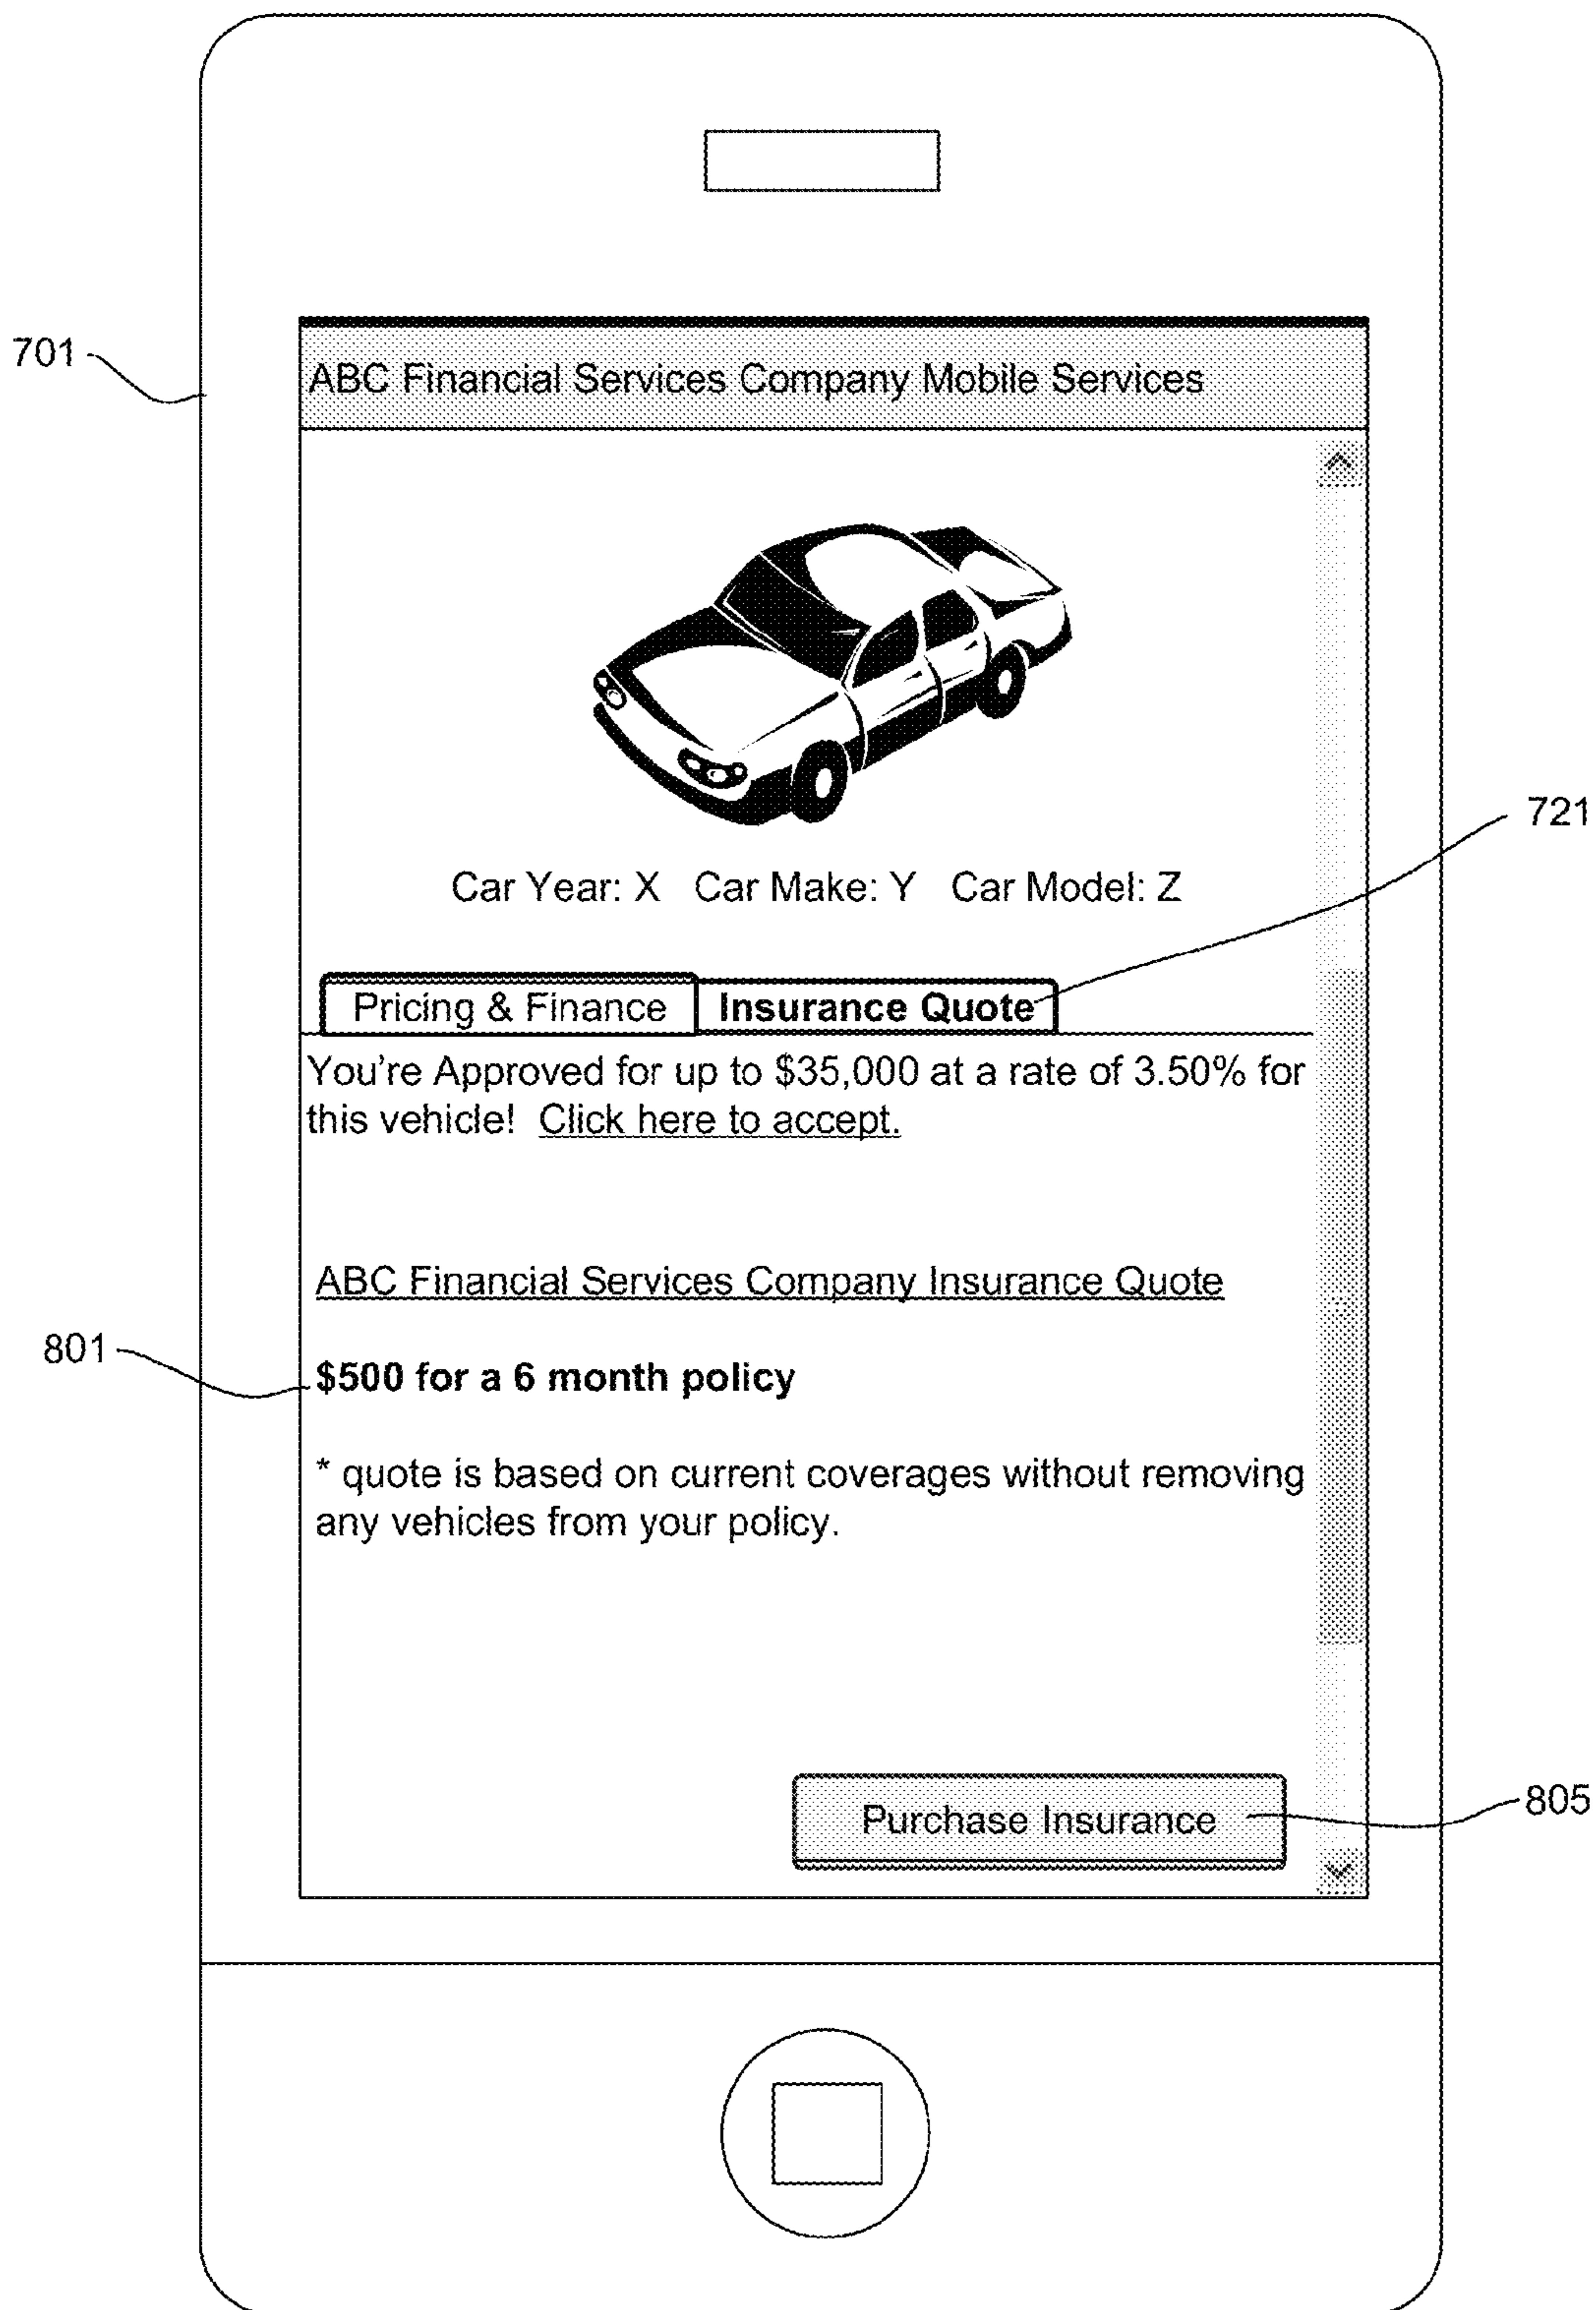 701
ABC Financial Services Company Mobile Services
721
Car Year: X Car Make: Y Car Model: Z
Pricing & Finance Insurance Quote
You're Approved for up to $35,000 at a rate of 3.50% for
this vehicle! Click here to accept.
ABC Financial Services Company Insurance Quote
801
$500 for a 6 month policy
* quote is based on current coverages without removing
any vehicles from your policy.
805
Purchase Insurance